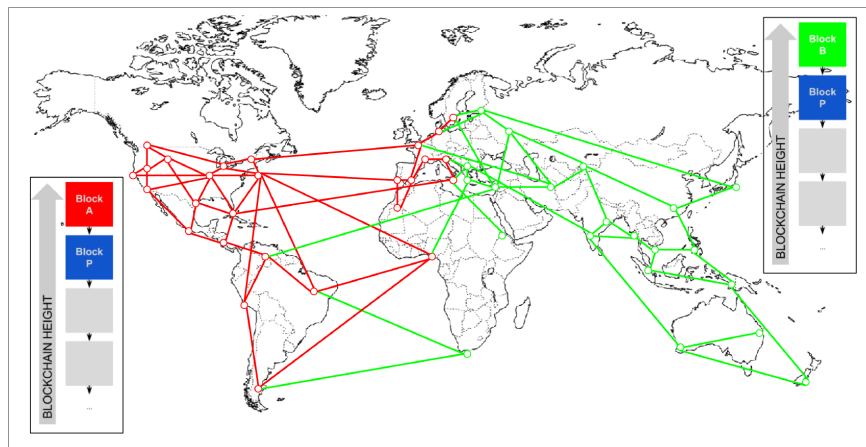 BLOCKCHAIN HEIGHT
Block
A
Block
P
...
BLOCKCHAIN HEIGHT
Block
B
Block
P
...